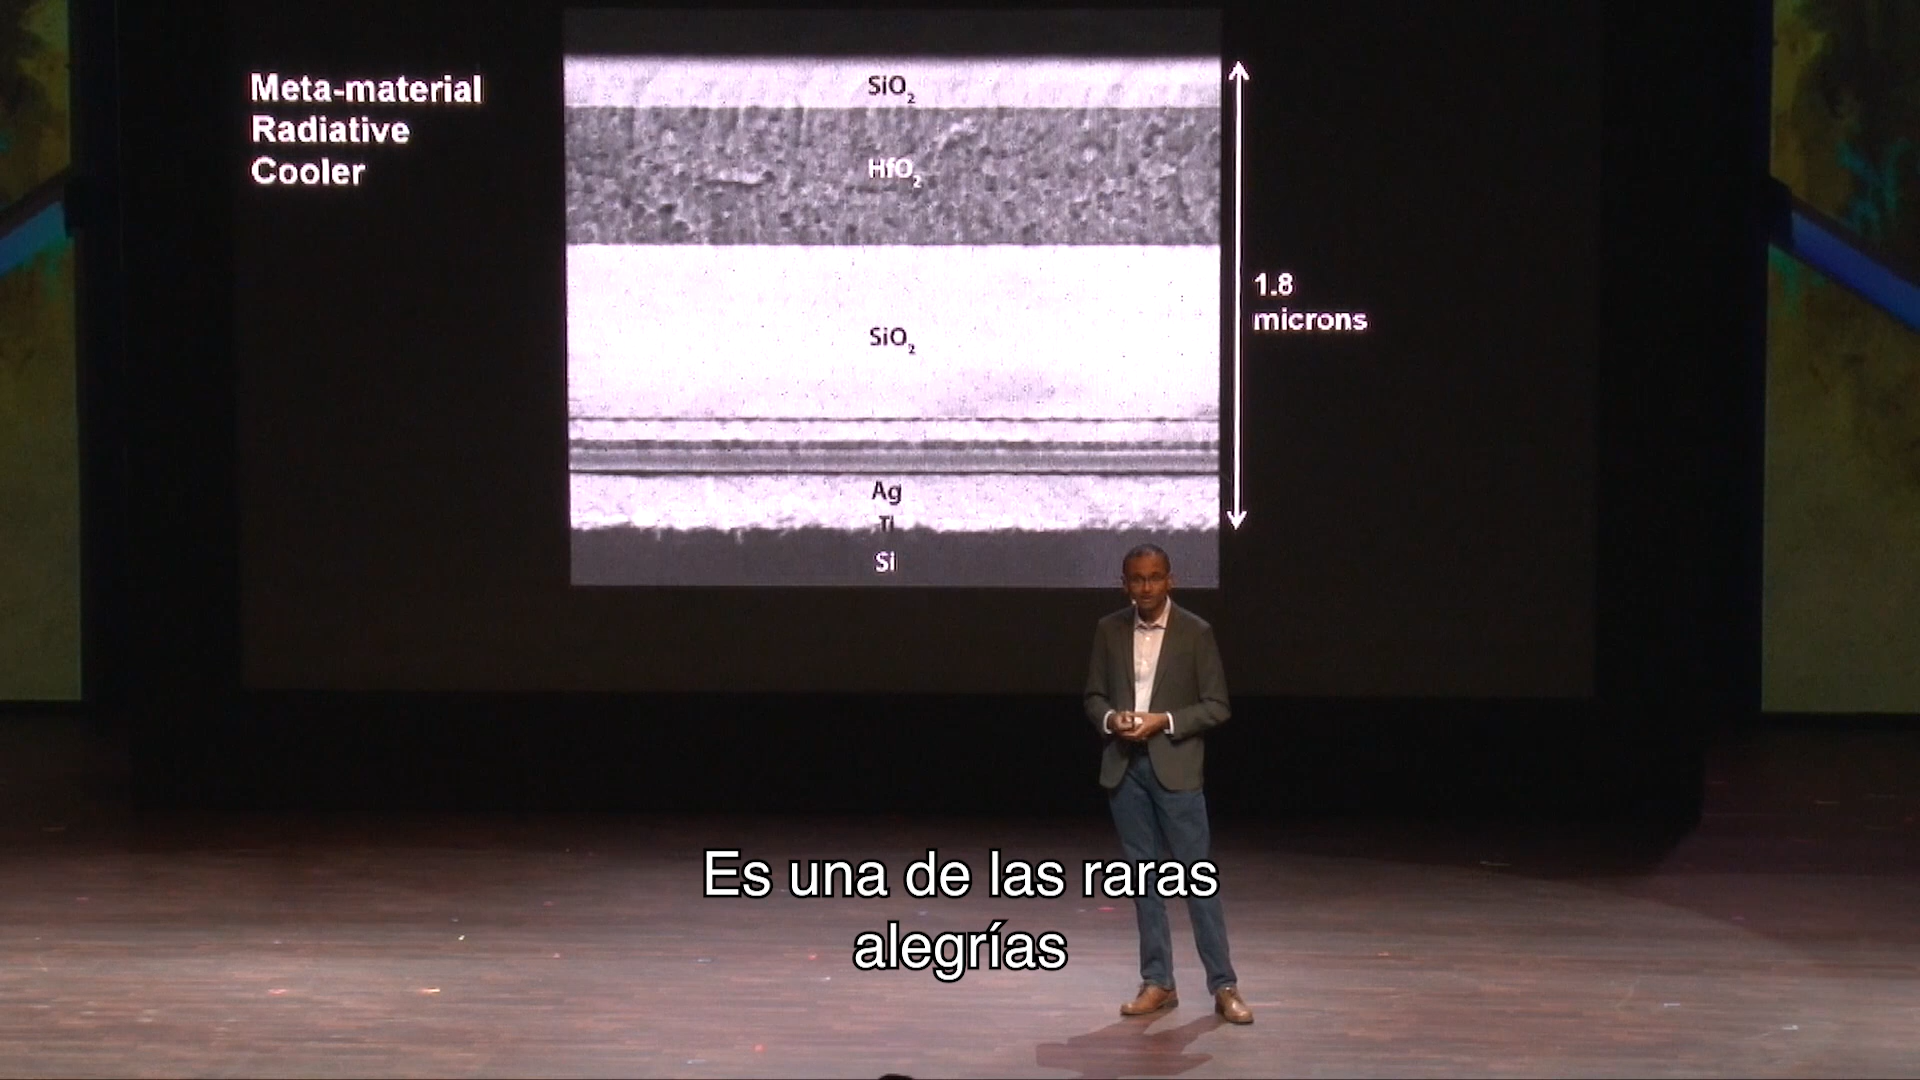 Meta-material
Radiative
Cooler
SiO₂
HfO₂
SiO₂
Ag
Ti
Si
1.8
microns
Es una de las raras
alegrías